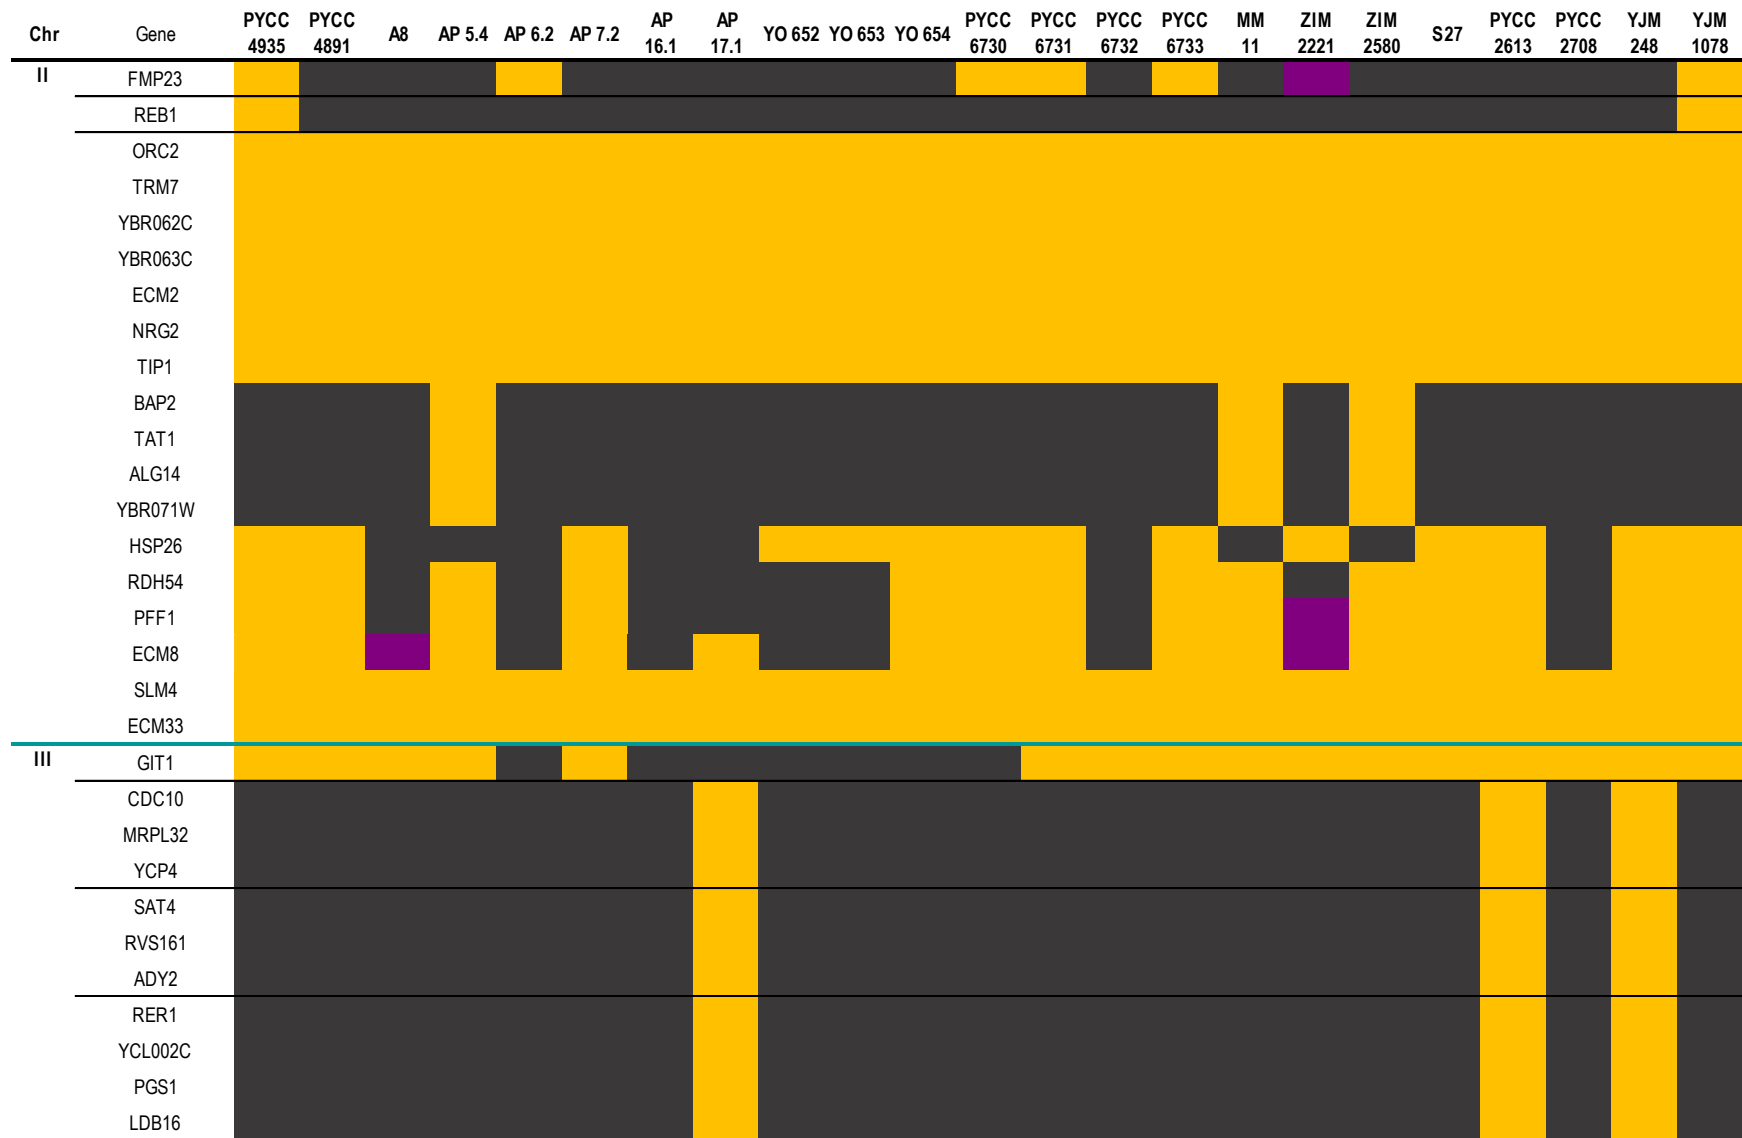 Chr Gene PYCC 4935 PYCC 4891 A8 AP 5.4 AP 6.2 AP 7.2 AP 16.1 AP 17.1 YO 652 YO 653 YO 654 PYCC 6730 PYCC 6731 PYCC 6732 PYCC 6733 MM 11 ZIM 2221 ZIM 2580 S27 PYCC 2613 PYCC 2708 YJM 248 YJM 1078
II FMP23
REB1
ORC2
TRM7
YBR062C
YBR063C
ECM2
NRG2
TIP1
BAP2
TAT1
ALG14
YBR071W
HSP26
RDH54
PFF1
ECM8
SLM4
ECM33
III GIT1
CDC10
MRPL32
YCP4
SAT4
RVS161
ADY2
RER1
YCL002C
PGS1
LDB16